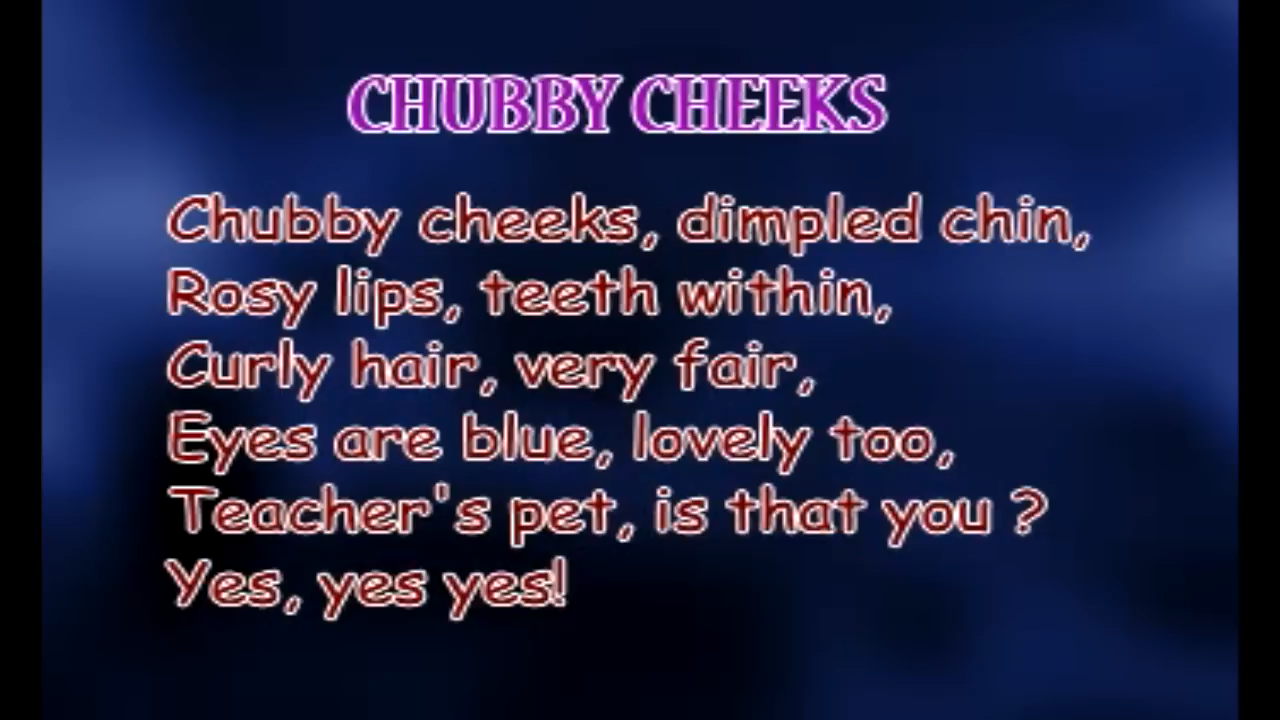 CHUBBY CHEEKS
Chubby cheeks, dimpled chin,
Rosy lips, teeth within,
Curly hair, very fair,
Eyes are blue, lovely too,
Teacher's pet, is that you ?
Yes, yes yes!